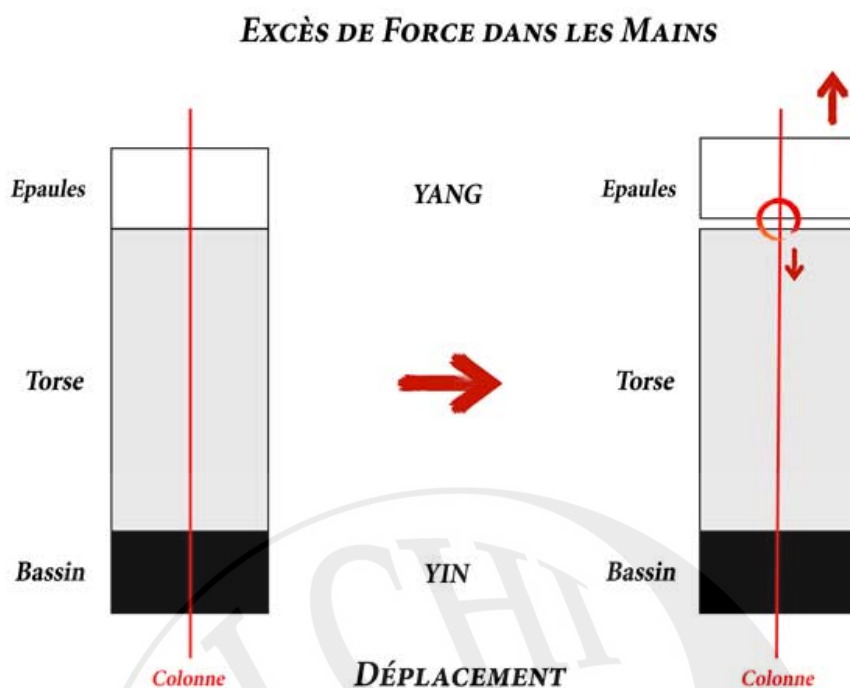 EXCÈS DE FORCE DANS LES MAINS
Epaules YANG Epaules
Torse Torse
Bassin YIN Bassin
Colonne DÉPLACEMENT Colonne